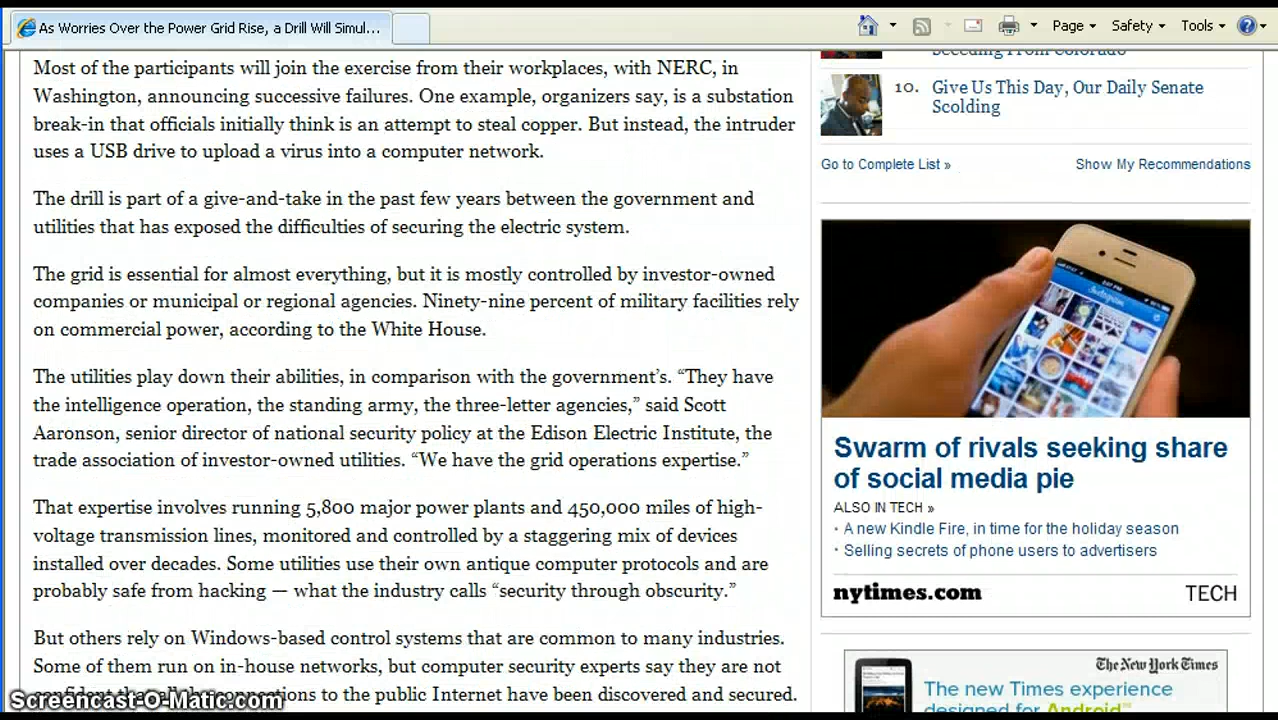 As Worries Over the Power Grid Rise, a Drill Will Simul...
Page
Safety
Tools
Most of the participants will join the exercise from their workplaces, with NERC, in
Washington, announcing successive failures. One example, organizers say, is a substation
break-in that officials initially think is an attempt to steal copper. But instead, the intruder
uses a USB drive to upload a virus into a computer network.
The drill is part of a give-and-take in the past few years between the government and
utilities that has exposed the difficulties of securing the electric system.
The grid is essential for almost everything, but it is mostly controlled by investor-owned
companies or municipal or regional agencies. Ninety-nine percent of military facilities rely
on commercial power, according to the White House.
The utilities play down their abilities, in comparison with the government’s. “They have
the intelligence operation, the standing army, the three-letter agencies,” said Scott
Aaronson, senior director of national security policy at the Edison Electric Institute, the
trade association of investor-owned utilities. “We have the grid operations expertise.”
That expertise involves running 5,800 major power plants and 450,000 miles of high-
voltage transmission lines, monitored and controlled by a staggering mix of devices
installed over decades. Some utilities use their own antique computer protocols and are
probably safe from hacking — what the industry calls “security through obscurity.”
But others rely on Windows-based control systems that are common to many industries.
Some of them run on in-house networks, but computer security experts say they are not
connections to the public Internet have been discovered and secured.
Screencast-O-Matic.com
Seceding From Colorado
10. Give Us This Day, Our Daily Senate
Scolding
Go to Complete List »
Show My Recommendations
Instagram
Swarm of rivals seeking share
of social media pie
ALSO IN TECH »
· A new Kindle Fire, in time for the holiday season
· Selling secrets of phone users to advertisers
nytimes.com
TECH
The New York Times
The new Times experience
designed for Android™